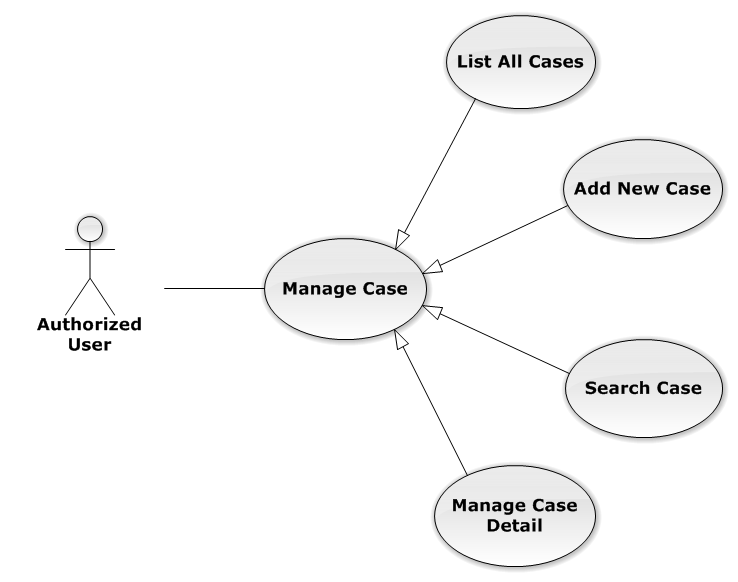 List All Cases
Add New Case
Manage Case
Authorized
User
Search Case
Manage Case
Detail